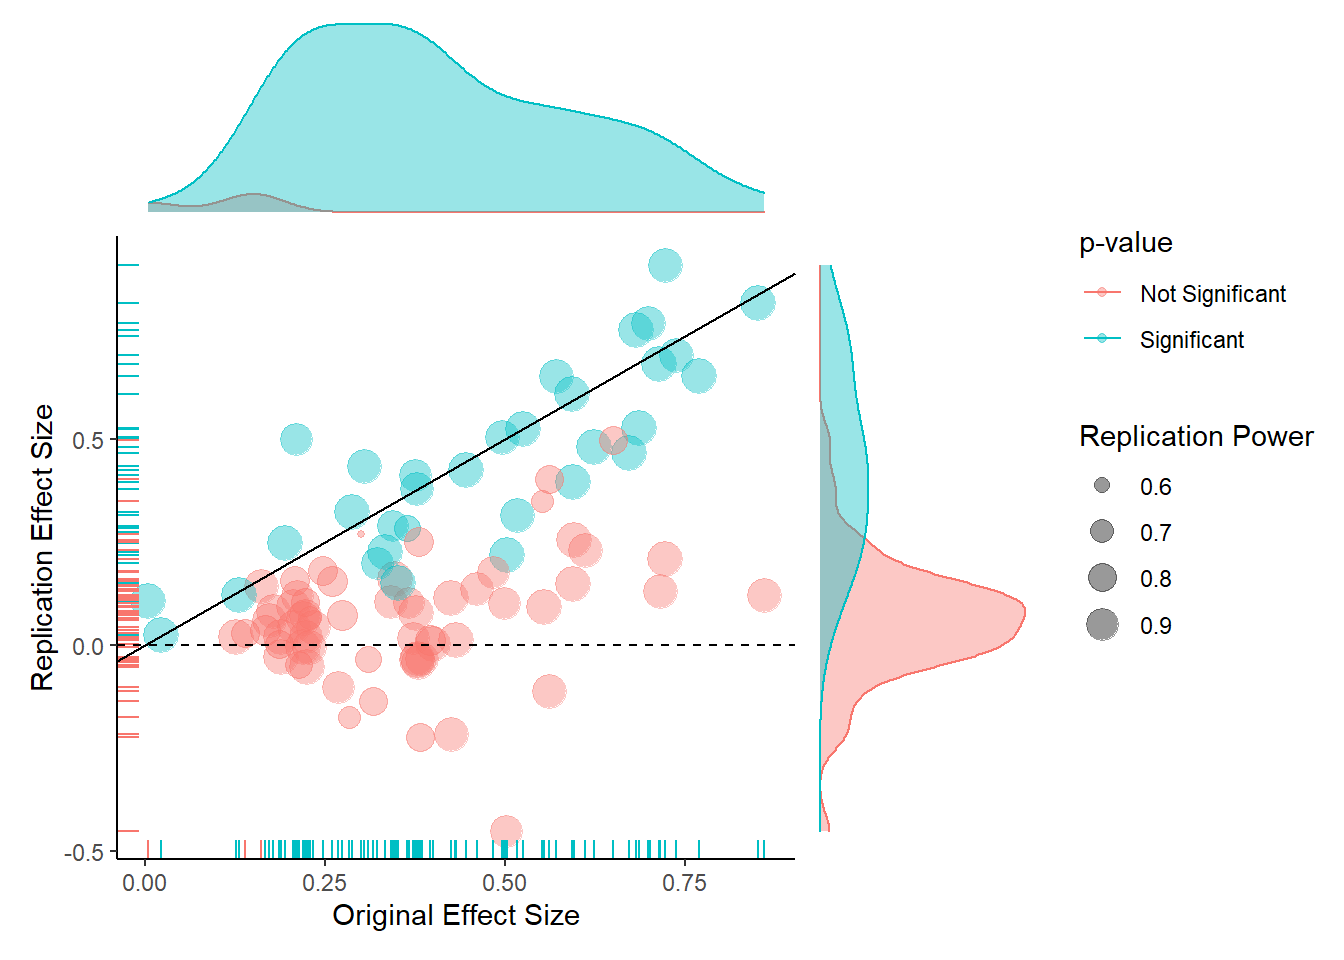 p-value
Not Significant
Significant
Replication Power
0.6
0.7
0.8
0.9
Replication Effect Size
0.5
0.0
-0.5
0.00 0.25 0.50 0.75
Original Effect Size